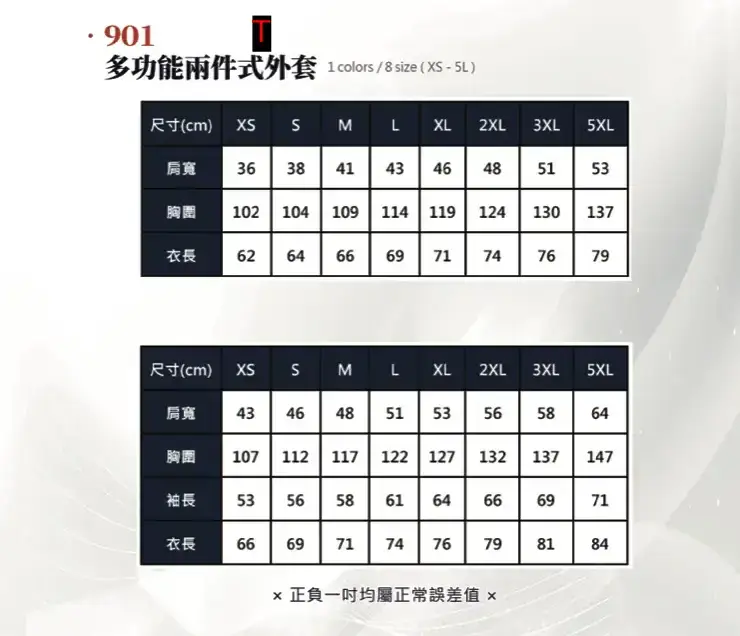 · 901 T
多功能兩件式外套 1 colors / 8 size ( XS - 5L )
尺寸(cm) XS S M L XL 2XL 3XL 5XL
肩寬 36 38 41 43 46 48 51 53
胸圍 102 104 109 114 119 124 130 137
衣長 62 64 66 69 71 74 76 79
尺寸(cm) XS S M L XL 2XL 3XL 5XL
肩寬 43 46 48 51 53 56 58 64
胸圍 107 112 117 122 127 132 137 147
袖長 53 56 58 61 64 66 69 71
衣長 66 69 71 74 76 79 81 84
× 正負一吋均屬正常誤差值 ×